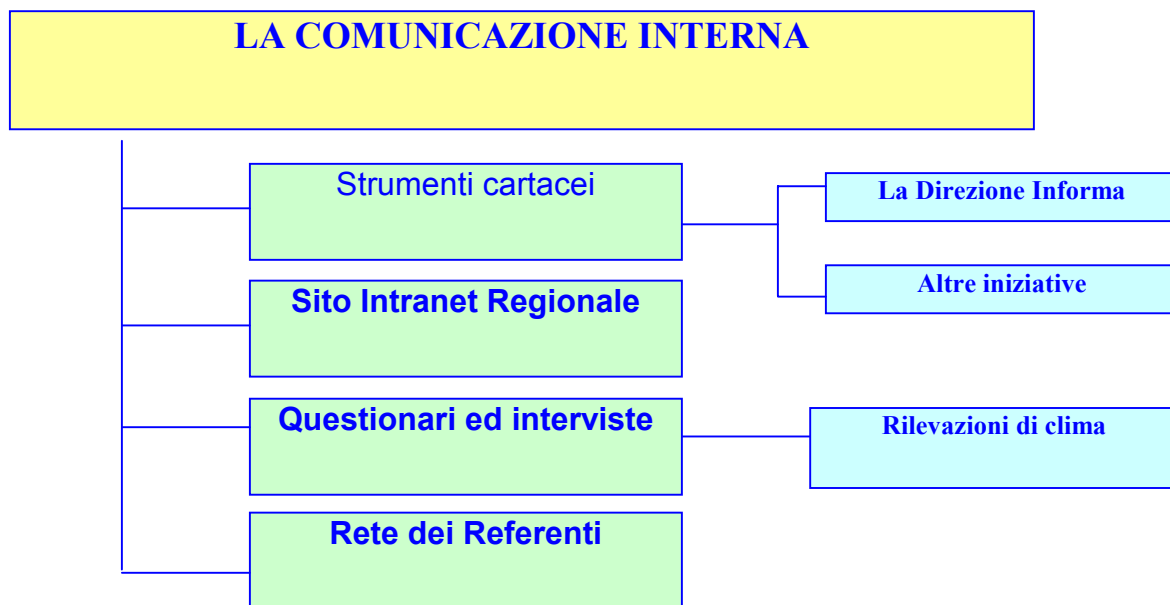 LA COMUNICAZIONE INTERNA
Strumenti cartacei
La Direzione Informa
Altre iniziative
Sito Intranet Regionale
Questionari ed interviste
Rilevazioni di clima
Rete dei Referenti